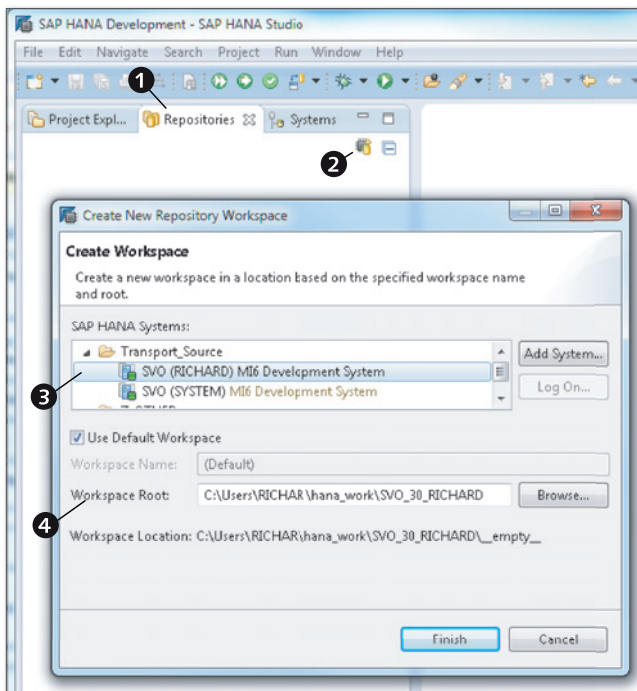 SAP HANA Development - SAP HANA Studio
File Edit Navigate Search Project Run Window Help
1
Project Expl... Repositories Systems
2
Create New Repository Workspace
Create Workspace
Create a new workspace in a location based on the specified workspace name
and root.
SAP HANA Systems:
Transport_Source
Add System...
3
SVO (RICHARD) MI6 Development System
SVO (SYSTEM) MI6 Development System
Log On...
Use Default Workspace
Workspace Name: (Default)
4
Workspace Root: C:\Users\RICHAR\hana_work\SVO_30_RICHARD Browse...
Workspace Location: C:\Users\RICHAR\hana_work\SVO_30_RICHARD\__empty__
Finish Cancel